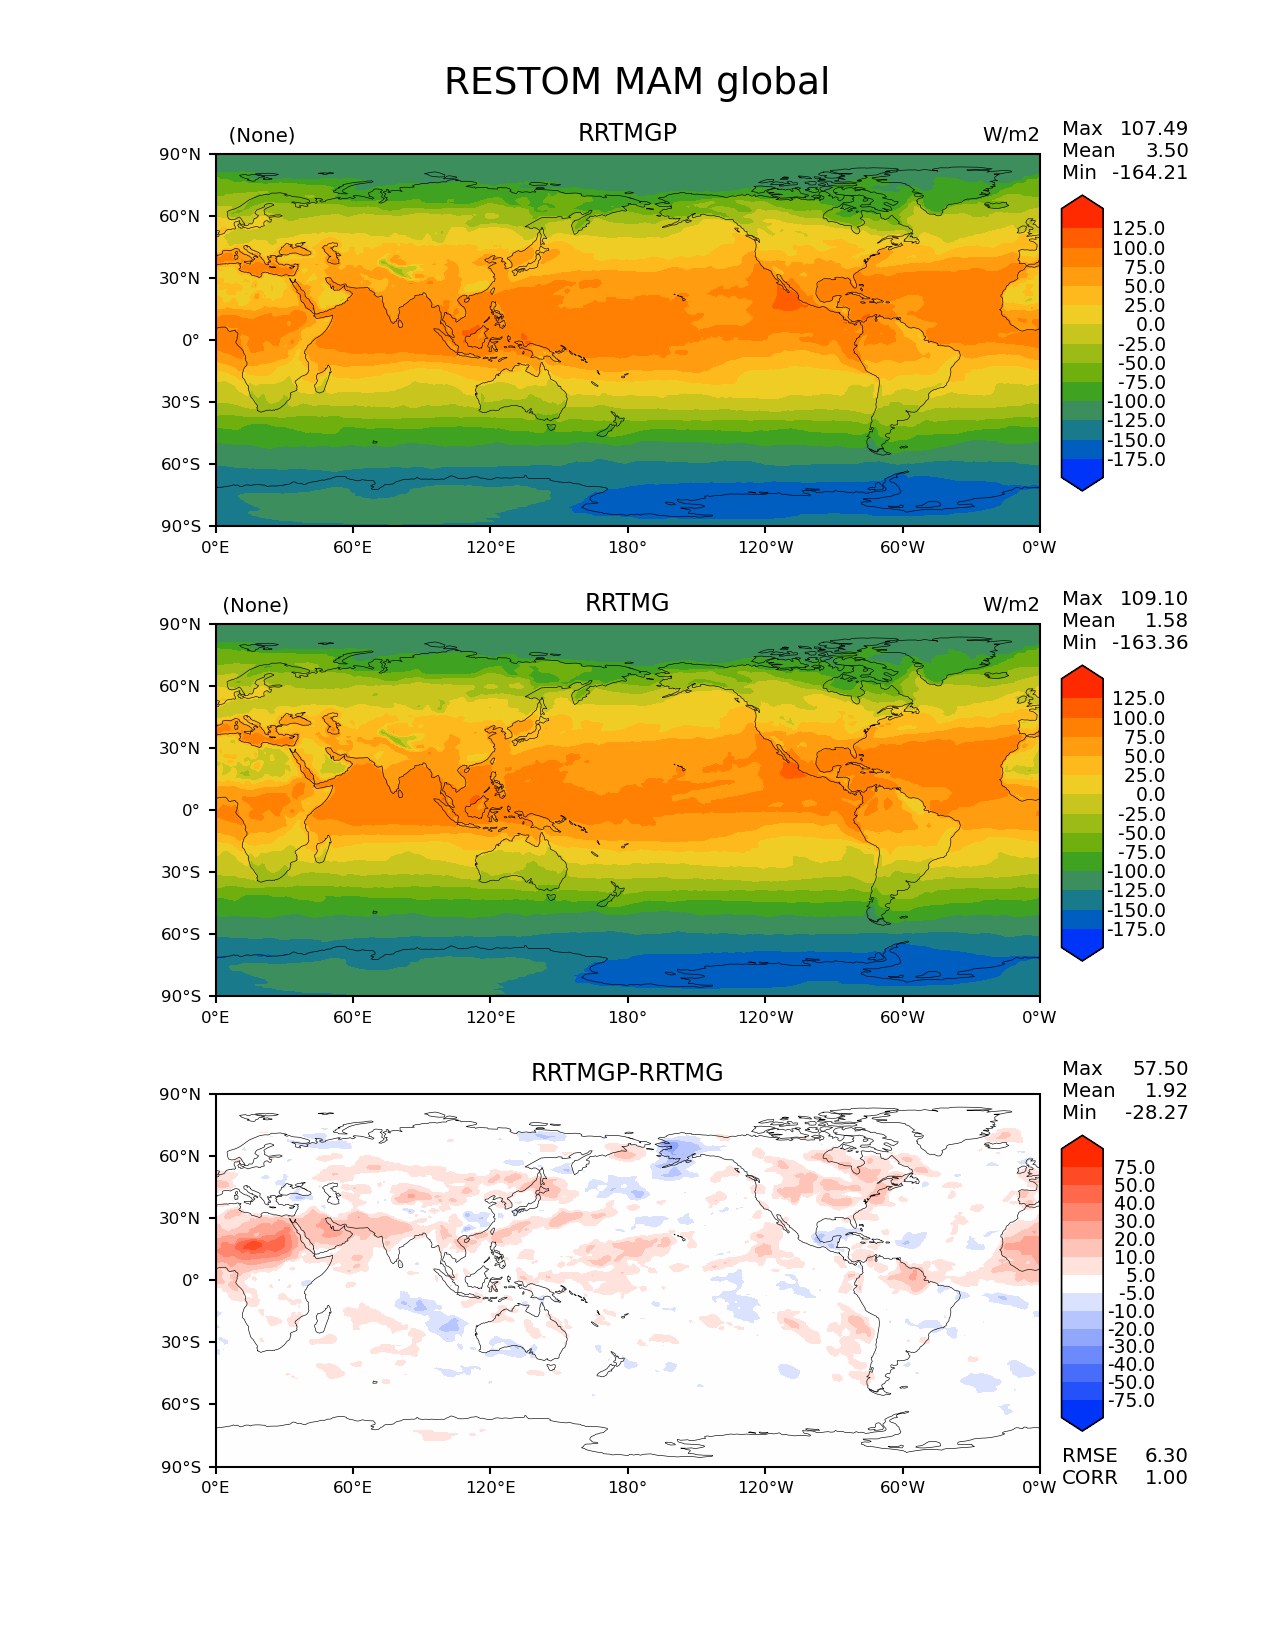 RESTOM MAM global
(None) RRTMGP W/m2
Max 107.49
Mean 3.50
Min -164.21
90°N
60°N
30°N
0°
30°S
60°S
90°S
0°E 60°E 120°E 180° 120°W 60°W 0°W
125.0
100.0
75.0
50.0
25.0
0.0
-25.0
-50.0
-75.0
-100.0
-125.0
-150.0
-175.0
(None) RRTMG W/m2
Max 109.10
Mean 1.58
Min -163.36
90°N
60°N
30°N
0°
30°S
60°S
90°S
0°E 60°E 120°E 180° 120°W 60°W 0°W
125.0
100.0
75.0
50.0
25.0
0.0
-25.0
-50.0
-75.0
-100.0
-125.0
-150.0
-175.0
RRTMGP-RRTMG
Max 57.50
Mean 1.92
Min -28.27
90°N
60°N
30°N
0°
30°S
60°S
90°S
0°E 60°E 120°E 180° 120°W 60°W 0°W
75.0
50.0
40.0
30.0
20.0
10.0
5.0
-5.0
-10.0
-20.0
-30.0
-40.0
-50.0
-75.0
RMSE 6.30
CORR 1.00